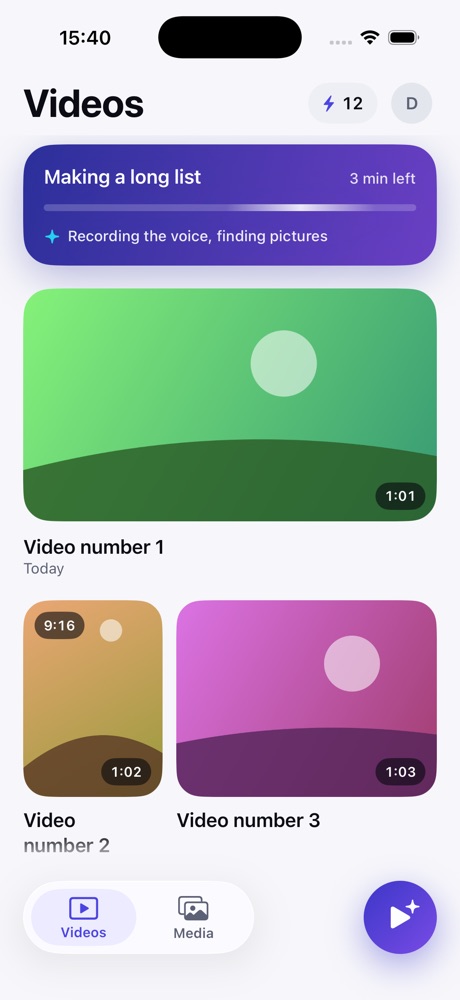 15:40
Videos
12
D
Making a long list
3 min left
Recording the voice, finding pictures
1:01
Video number 1
Today
9:16
1:02
1:03
Video
number 2
Video number 3
Videos
Media